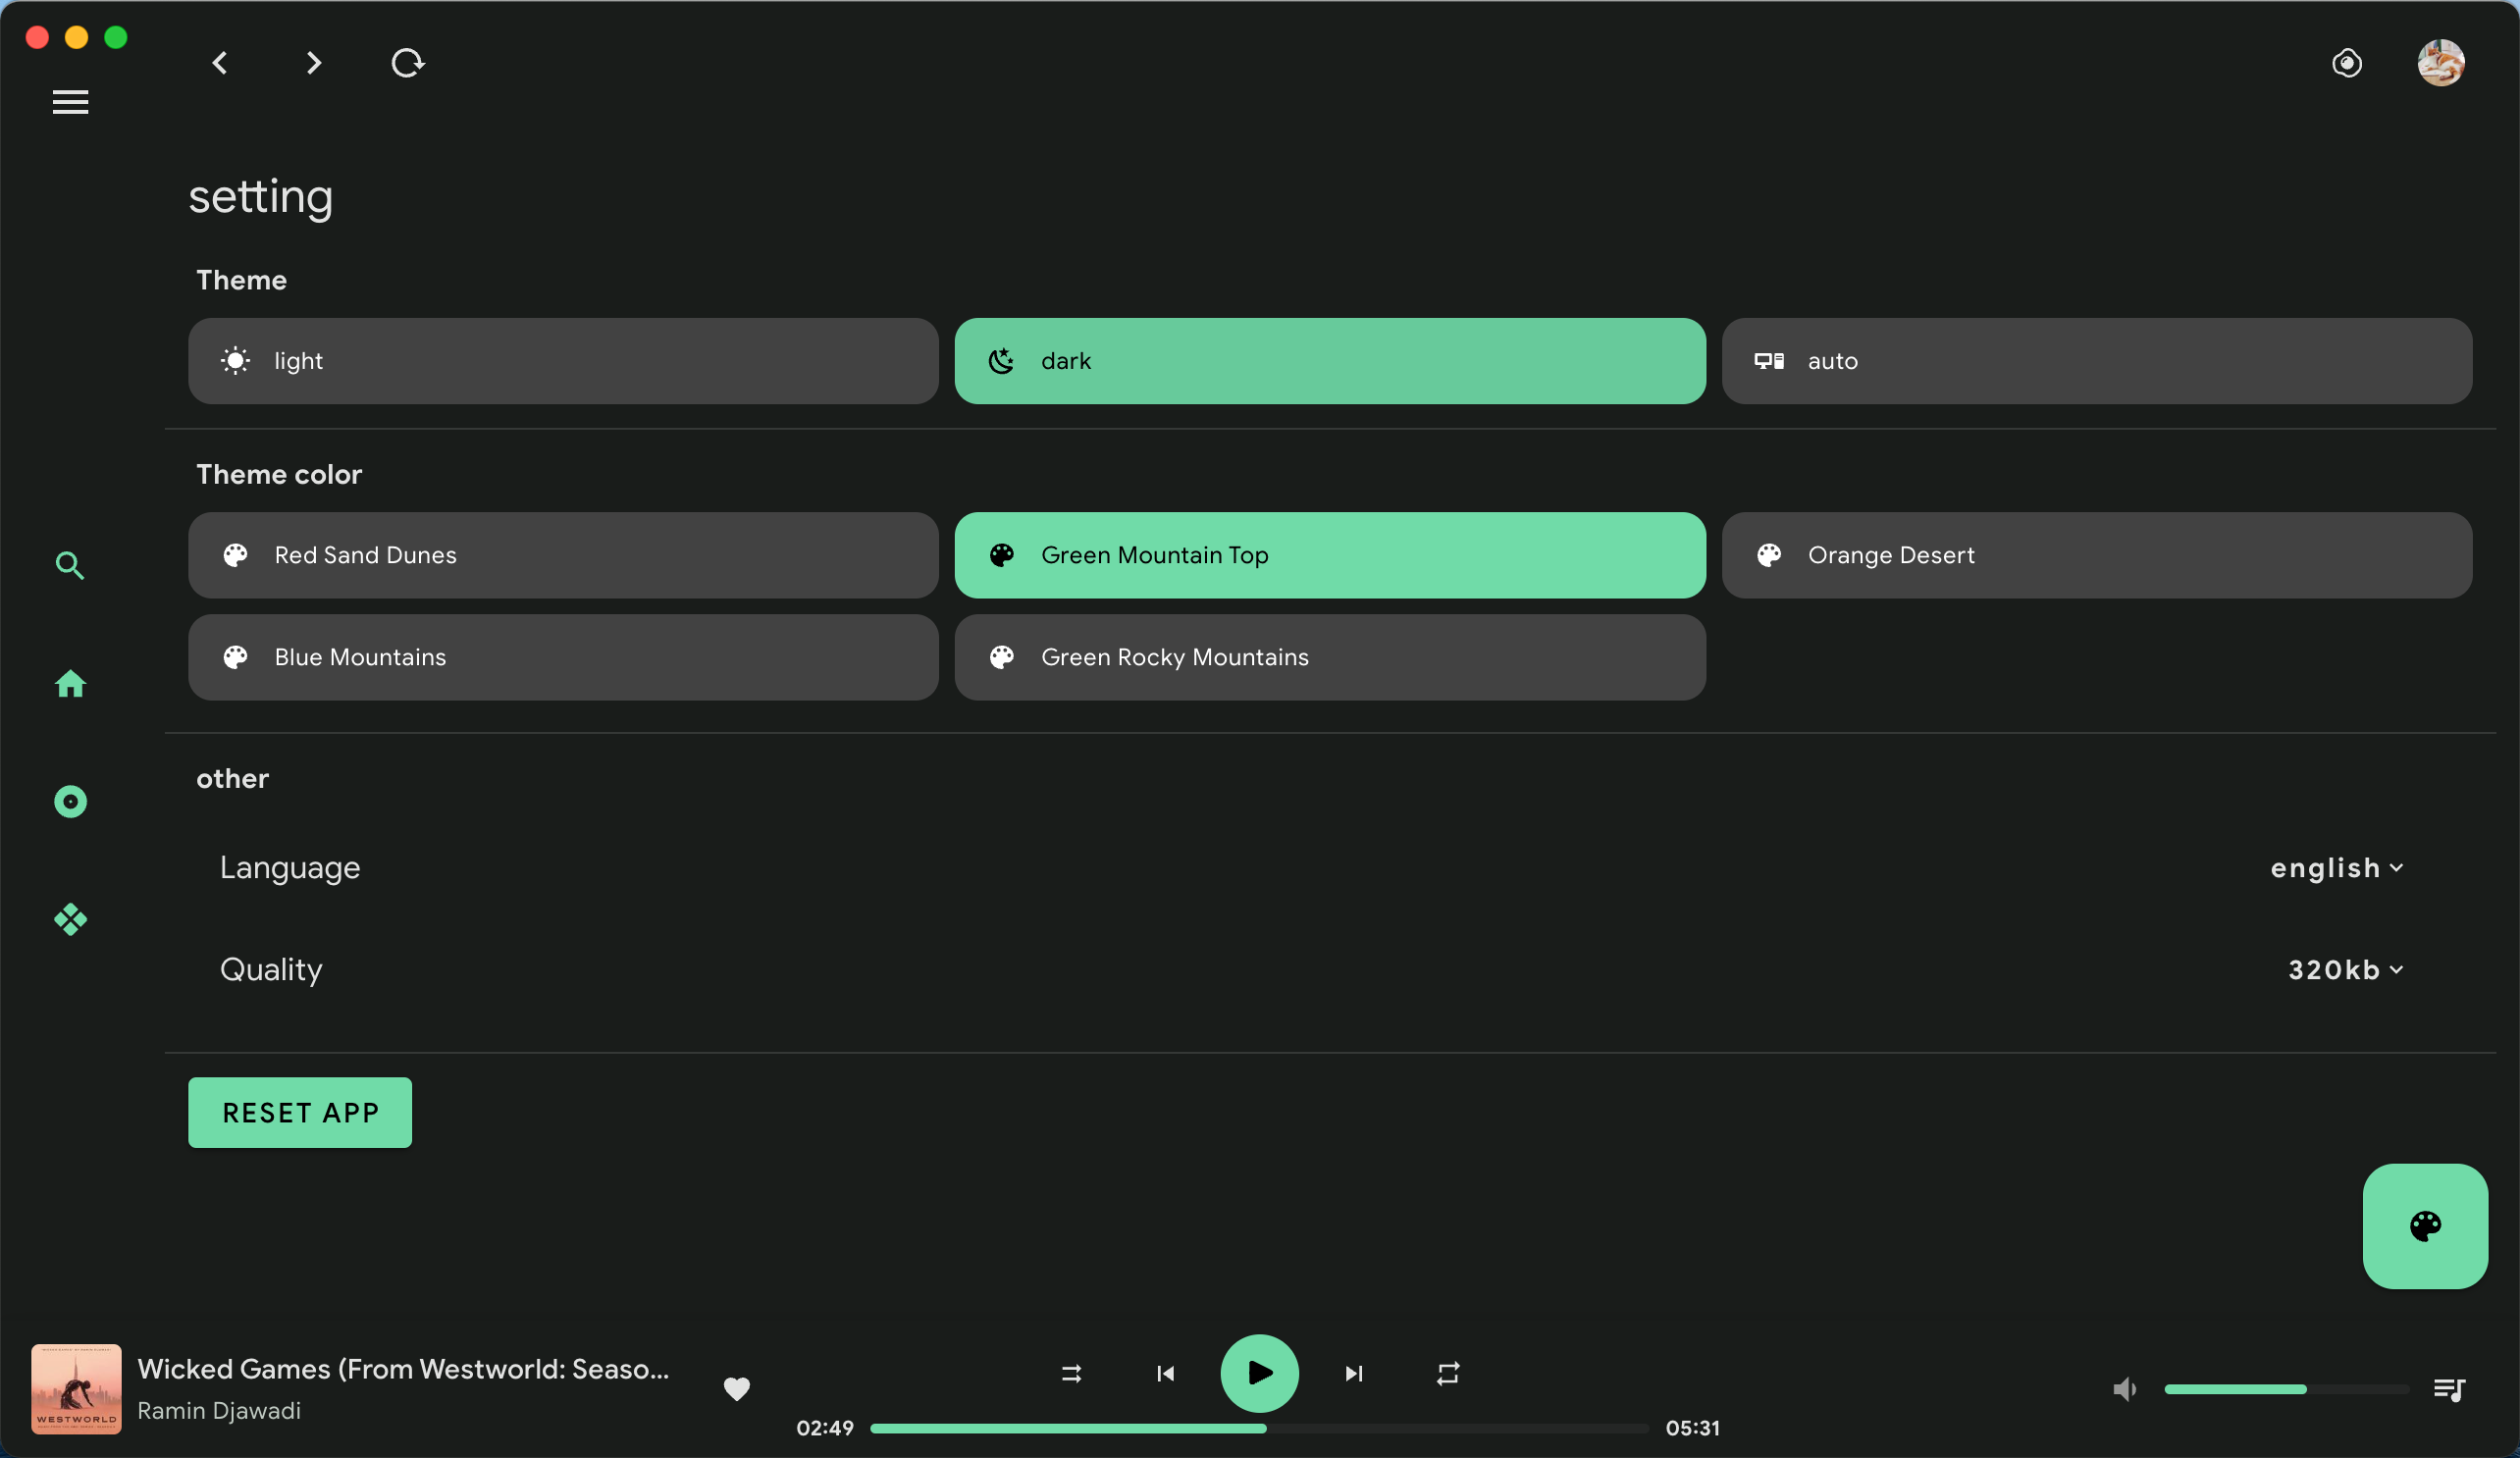 setting
Theme
light
dark
auto
Theme color
Red Sand Dunes
Green Mountain Top
Orange Desert
Blue Mountains
Green Rocky Mountains
other
Language
english
Quality
320kb
RESET APP
WESTWORLD
Wicked Games (From Westworld: Seaso...
Ramin Djawadi
02:49
05:31